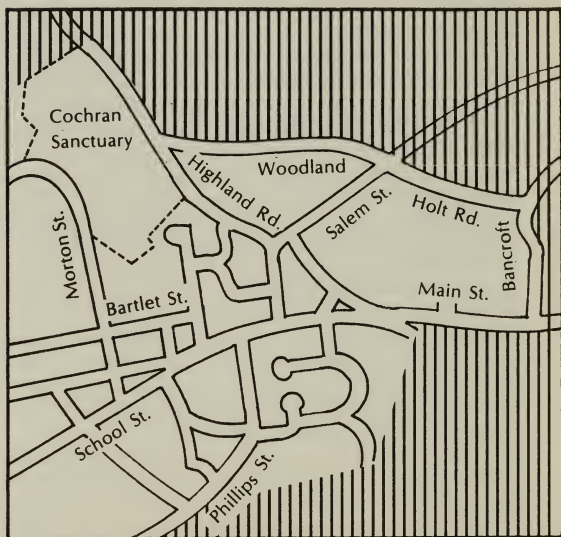 Cochran
Sanctuary
Woodland
Highland Rd.
Salem St.
Holt Rd.
Bancroft
Morton St.
Bartlet St.
Main St.
School St.
Phillips St.